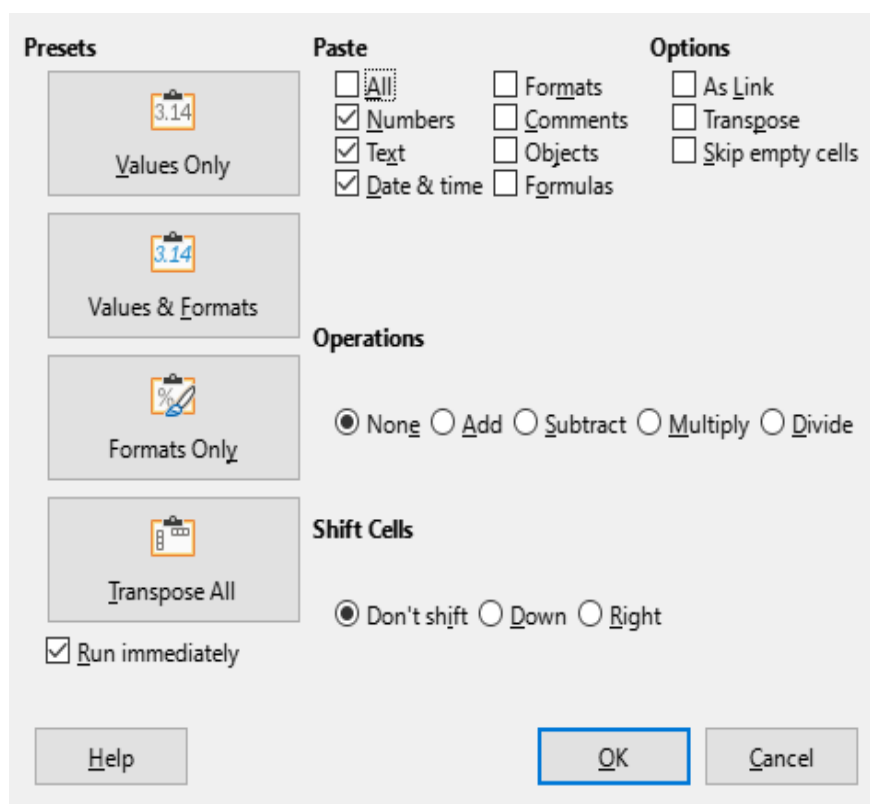 Presets
3.14
Values Only
3.14
Values & Formats
%
Formats Only
Transpose All
Run immediately
Paste
All
Numbers
Text
Date & time
Formats
Comments
Objects
Formulas
Options
As Link
Transpose
Skip empty cells
Operations
None Add Subtract Multiply Divide
Shift Cells
Don't shift Down Right
Help OK Cancel